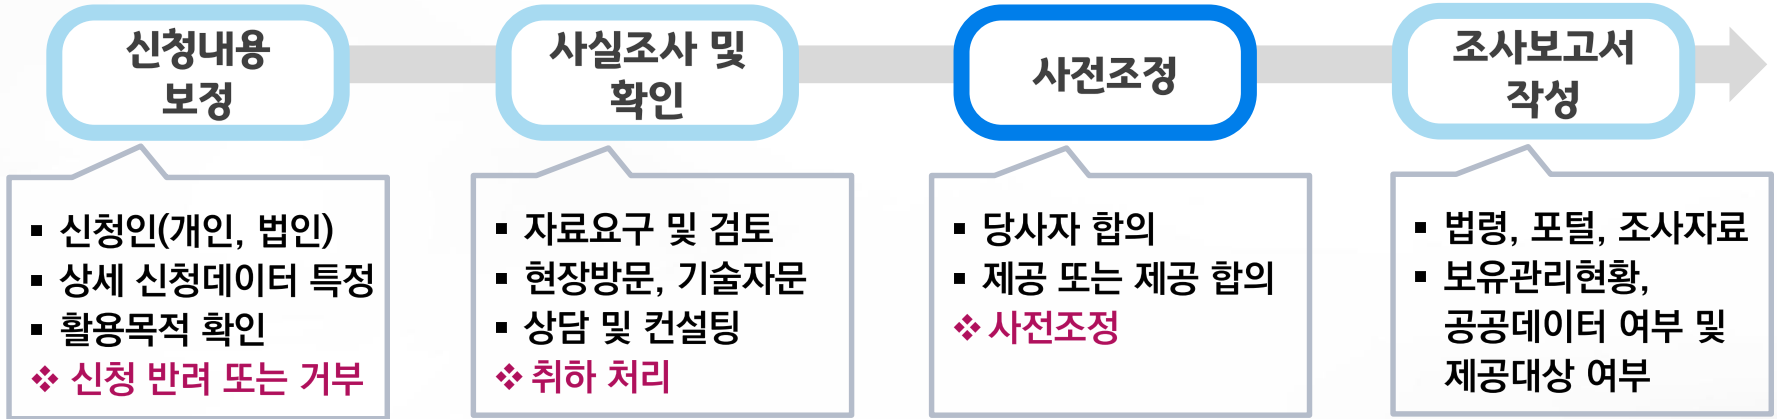 신청내용
보정
사실조사 및
확인
사전조정
조사보고서
작성
▪ 신청인(개인, 법인)
▪ 상세 신청데이터 특정
▪ 활용목적 확인
❖ 신청 반려 또는 거부
▪ 자료요구 및 검토
▪ 현장방문, 기술자문
▪ 상담 및 컨설팅
❖ 취하 처리
▪ 당사자 합의
▪ 제공 또는 제공 합의
❖ 사전조정
▪ 법령, 포털, 조사자료
▪ 보유관리현황,
공공데이터 여부 및
제공대상 여부